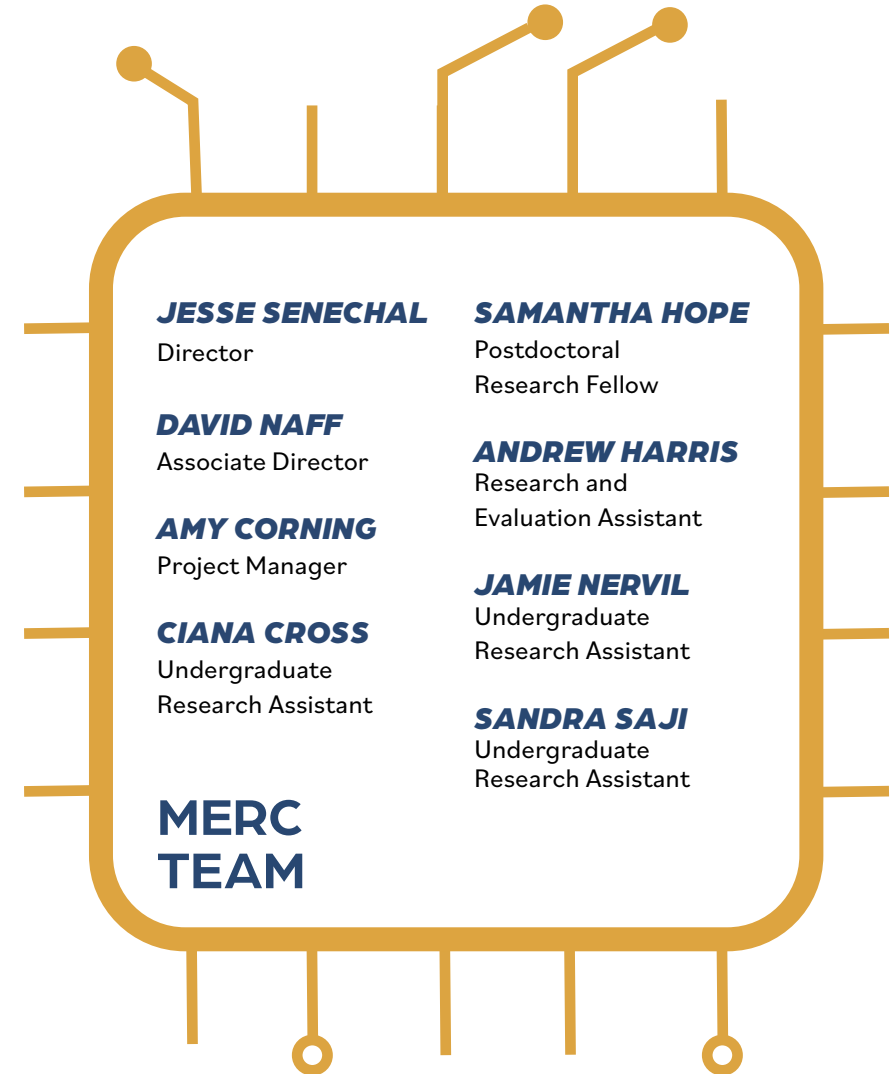 JESSE SENECHAL
Director
DAVID NAFF
Associate Director
AMY CORNING
Project Manager
CIANA CROSS
Undergraduate
Research Assistant
SAMANTHA HOPE
Postdoctoral
Research Fellow
ANDREW HARRIS
Research and
Evaluation Assistant
JAMIE NERVIL
Undergraduate
Research Assistant
SANDRA SAJI
Undergraduate
Research Assistant
MERC
TEAM